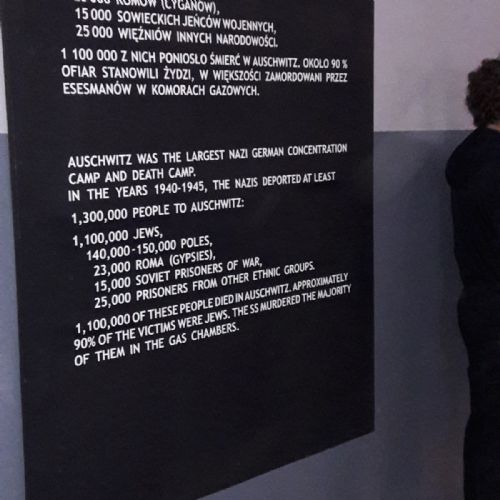 ROMÓW (CYGANÓW),
15 000 SOWIECKICH JEŃCÓW WOJENNYCH,
25 000 WIĘŹNIÓW INNYCH NARODOWOŚCI.
1 100 000 Z NICH PONIOSŁO ŚMIERĆ W AUSCHWITZ. OKOŁO 90 %
OFIAR STANOWILI ŻYDZI, W WIĘKSZOŚCI ZAMORDOWANI PRZEZ
ESESMANÓW W KOMORACH GAZOWYCH.
AUSCHWITZ WAS THE LARGEST NAZI GERMAN CONCENTRATION
CAMP AND DEATH CAMP.
IN THE YEARS 1940-1945, THE NAZIS DEPORTED AT LEAST
1,300,000 PEOPLE TO AUSCHWITZ:
1,100,000 JEWS,
140,000-150,000 POLES,
23,000 ROMA (GYPSIES),
15,000 SOVIET PRISONERS OF WAR,
25,000 PRISONERS FROM OTHER ETHNIC GROUPS.
1,100,000 OF THESE PEOPLE DIED IN AUSCHWITZ. APPROXIMATELY
90% OF THE VICTIMS WERE JEWS. THE SS MURDERED THE MAJORITY
OF THEM IN THE GAS CHAMBERS.